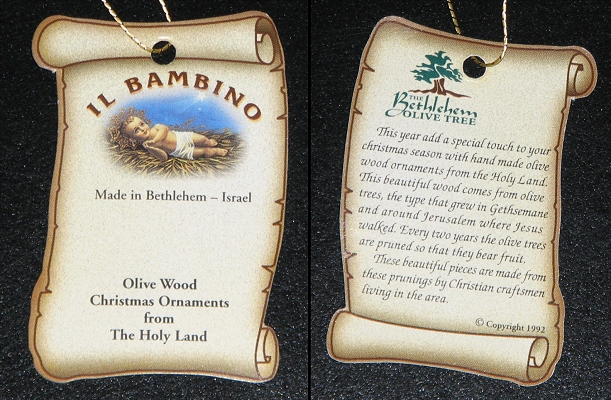 IL BAMBINO
Made in Bethlehem – Israel
Olive Wood
Christmas Ornaments
from
The Holy Land
THE
Bethlehem
OLIVE TREE
This year add a special touch to your
christmas season with hand made olive
wood ornaments from the Holy Land.
This beautiful wood comes from olive
trees, the type that grew in Gethsemane
and around Jerusalem where Jesus
walked. Every two years the olive trees
are pruned so that they bear fruit.
These beautiful pieces are made from
these prunings by Christian craftsmen
living in the area.
© Copyright 1992